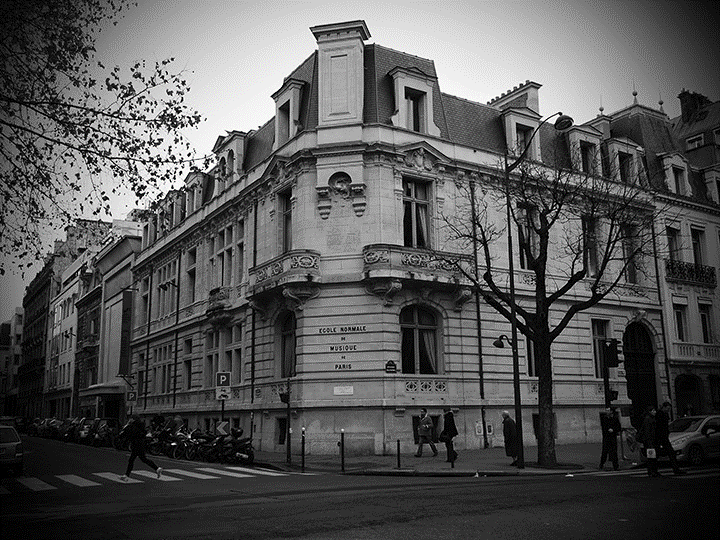 ECOLE NORMALE
DE
MUSIQUE
DE
PARIS
P